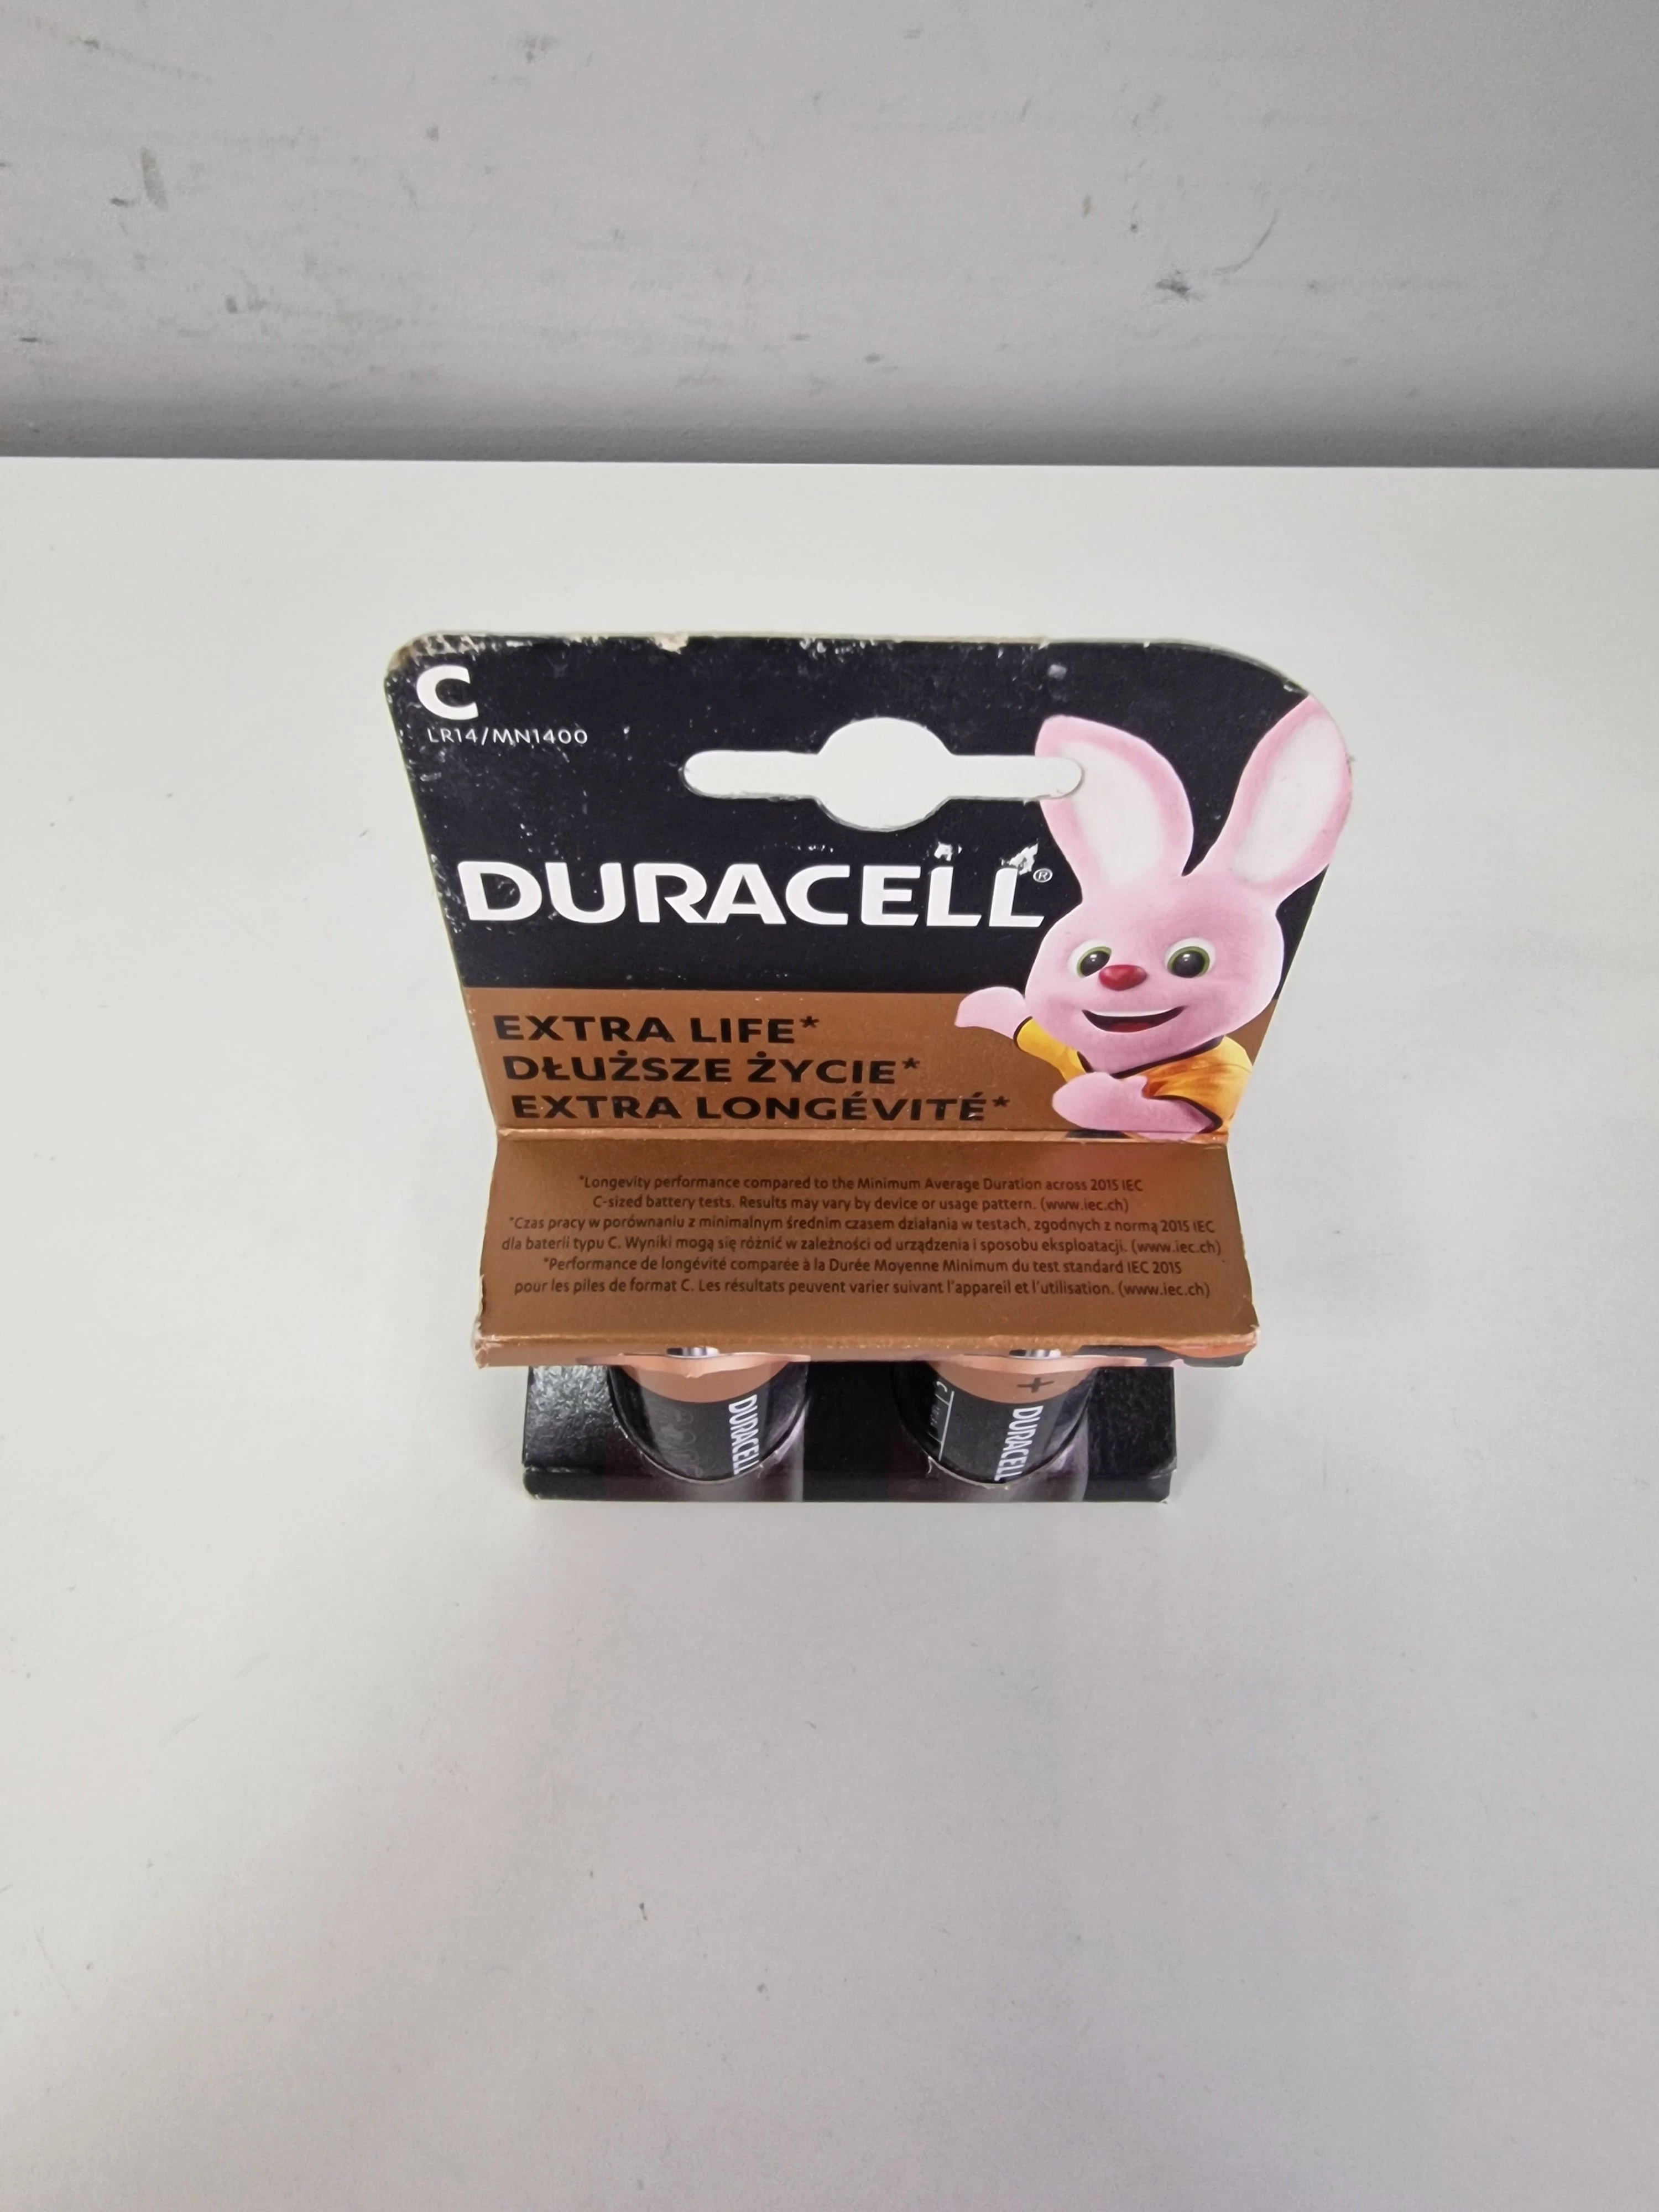 C
LR14/MN1400
DURACELL®
EXTRA LIFE*
DŁUŻSZE ŻYCIE*
EXTRA LONGÉVITÉ*
*Longevity performance compared to the Minimum Average Duration across 2015 IEC
C-sized battery tests. Results may vary by device or usage pattern. (www.iec.ch)
*Czas pracy w porównaniu z minimalnym średnim czasem działania w testach, zgodnych z normą 2015 IEC
dla baterii typu C. Wyniki mogą się różnić w zależności od urządzenia i sposobu eksploatacji. (www.iec.ch)
*Performance de longévité comparée à la Durée Moyenne Minimum du test standard IEC 2015
pour les piles de format C. Les résultats peuvent varier suivant l'appareil et l'utilisation. (www.iec.ch)
DURACELL
+
DURACELL